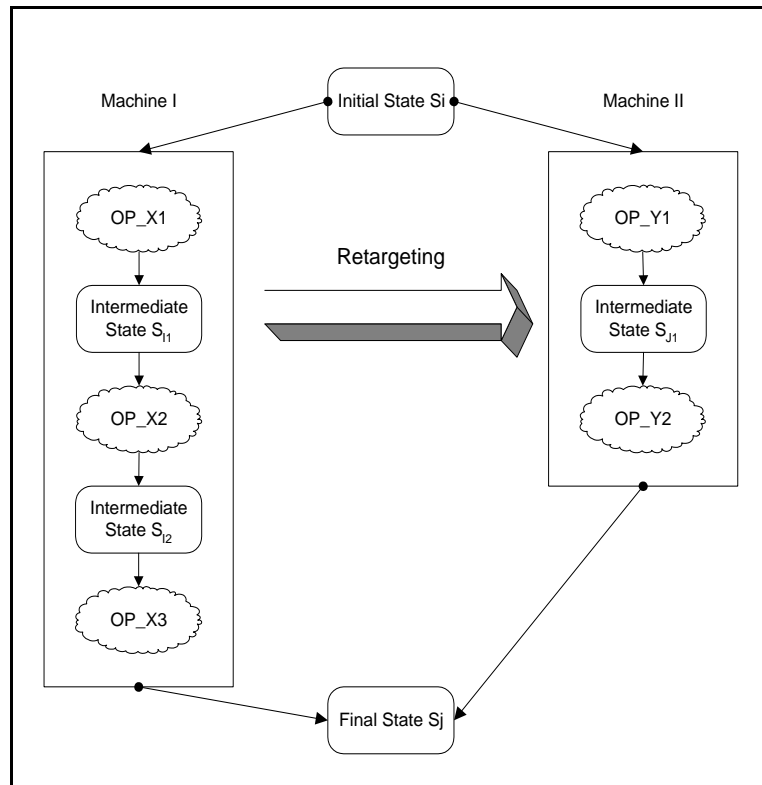 Machine I
Initial State Si
Machine II
OP_X1
Intermediate
State S_I1
OP_X2
Intermediate
State S_I2
OP_X3
Retargeting
OP_Y1
Intermediate
State S_J1
OP_Y2
Final State Sj